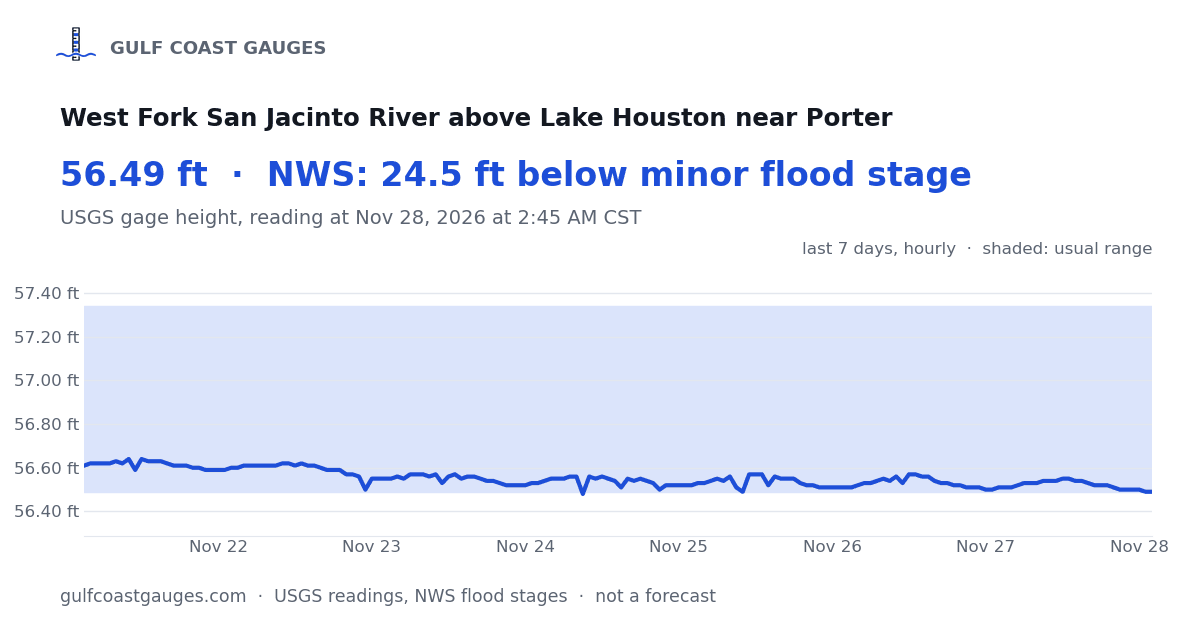 GULF COAST GAUGES
West Fork San Jacinto River above Lake Houston near Porter
56.49 ft · NWS: 24.5 ft below minor flood stage
USGS gage height, reading at Nov 28, 2026 at 2:45 AM CST
last 7 days, hourly · shaded: usual range
57.40 ft
57.20 ft
57.00 ft
56.80 ft
56.60 ft
56.40 ft
Nov 22 Nov 23 Nov 24 Nov 25 Nov 26 Nov 27 Nov 28
gulfcoastgauges.com · USGS readings, NWS flood stages · not a forecast